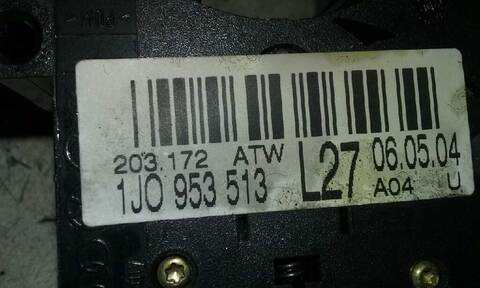 203.172 ATW L27 06.05.04
1J0 953 513 A04 U